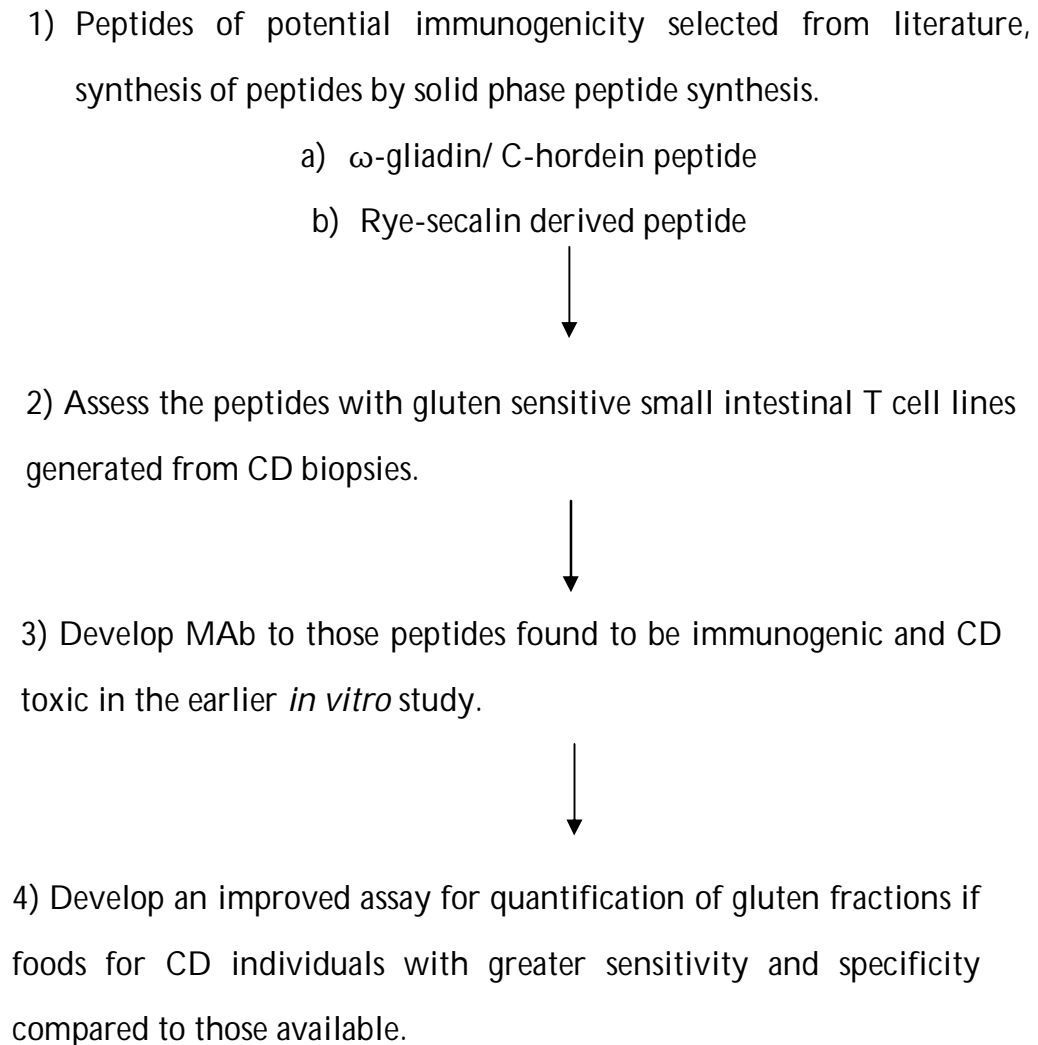 1) Peptides of potential immunogenicity selected from literature,
synthesis of peptides by solid phase peptide synthesis.
a) ω-gliadin/ C-hordein peptide
b) Rye-secalin derived peptide
2) Assess the peptides with gluten sensitive small intestinal T cell lines
generated from CD biopsies.
3) Develop MAb to those peptides found to be immunogenic and CD
toxic in the earlier in vitro study.
4) Develop an improved assay for quantification of gluten fractions if
foods for CD individuals with greater sensitivity and specificity
compared to those available.